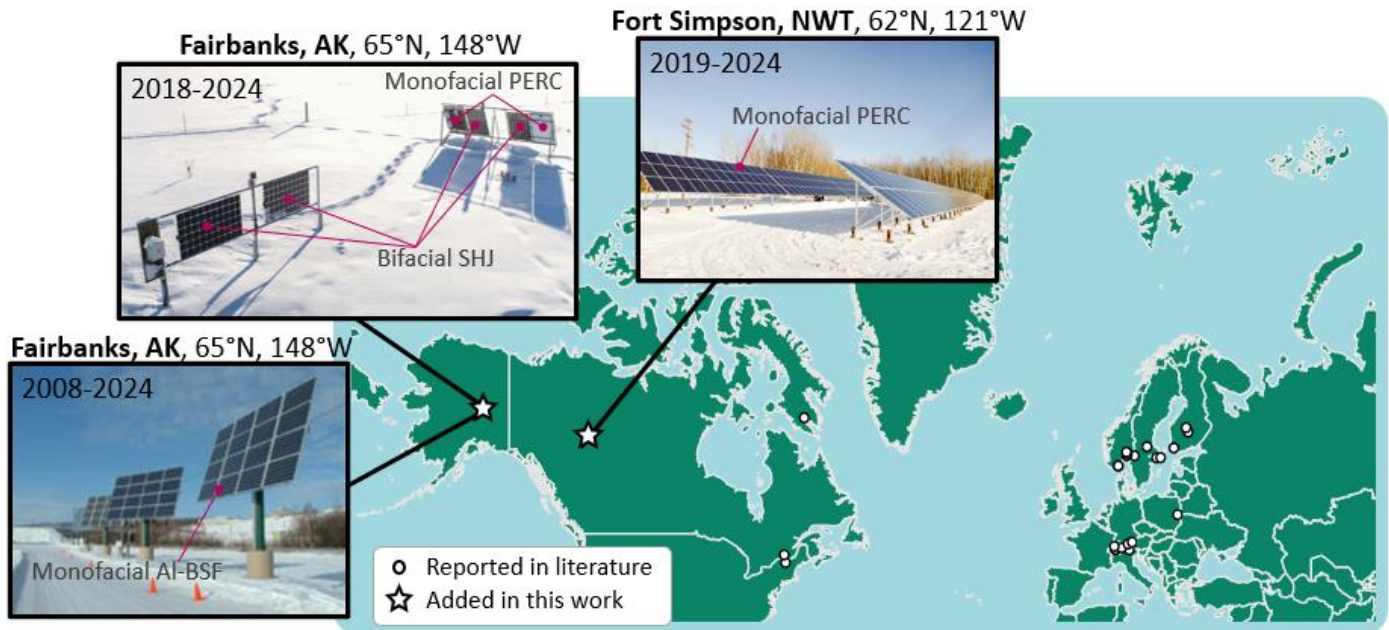 Fort Simpson, NWT, 62°N, 121°W
2019-2024
Monofacial PERC
Fairbanks, AK, 65°N, 148°W
2018-2024
Monofacial PERC
Bifacial SHJ
Fairbanks, AK, 65°N, 148°W
2008-2024
Monofacial Al-BSF
Reported in literature
Added in this work